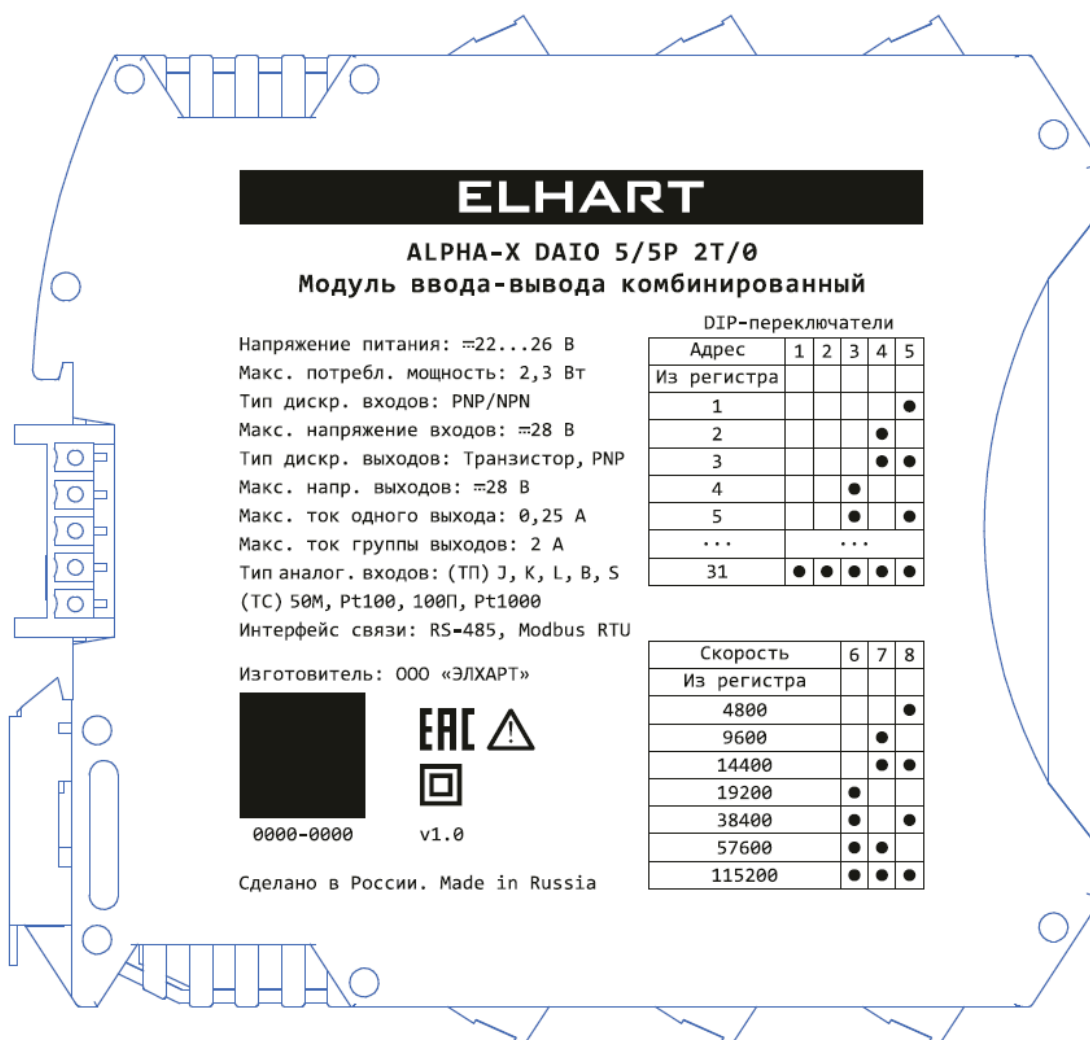 ELHART
ALPHA-X DAIO 5/5P 2T/0
Модуль ввода-вывода комбинированный
Напряжение питания: ⎓22...26 В
Макс. потребл. мощность: 2,3 Вт
Тип дискр. входов: PNP/NPN
Макс. напряжение входов: ⎓28 В
Тип дискр. выходов: Транзистор, PNP
Макс. напр. выходов: ⎓28 В
Макс. ток одного выхода: 0,25 А
Макс. ток группы выходов: 2 А
Тип аналог. входов: (ТП) J, K, L, B, S
(ТС) 50М, Pt100, 100П, Pt1000
Интерфейс связи: RS-485, Modbus RTU
Изготовитель: ООО «ЭЛХАРТ»
EAC
0000-0000
v1.0
Сделано в России. Made in Russia
DIP-переключатели
Адрес 1 2 3 4 5
Из регистра
1 ●
2 ●
3 ● ●
4 ●
5 ● ●
... ...
31 ● ● ● ● ●
Скорость 6 7 8
Из регистра
4800 ●
9600 ●
14400 ● ●
19200 ●
38400 ● ●
57600 ● ●
115200 ● ● ●